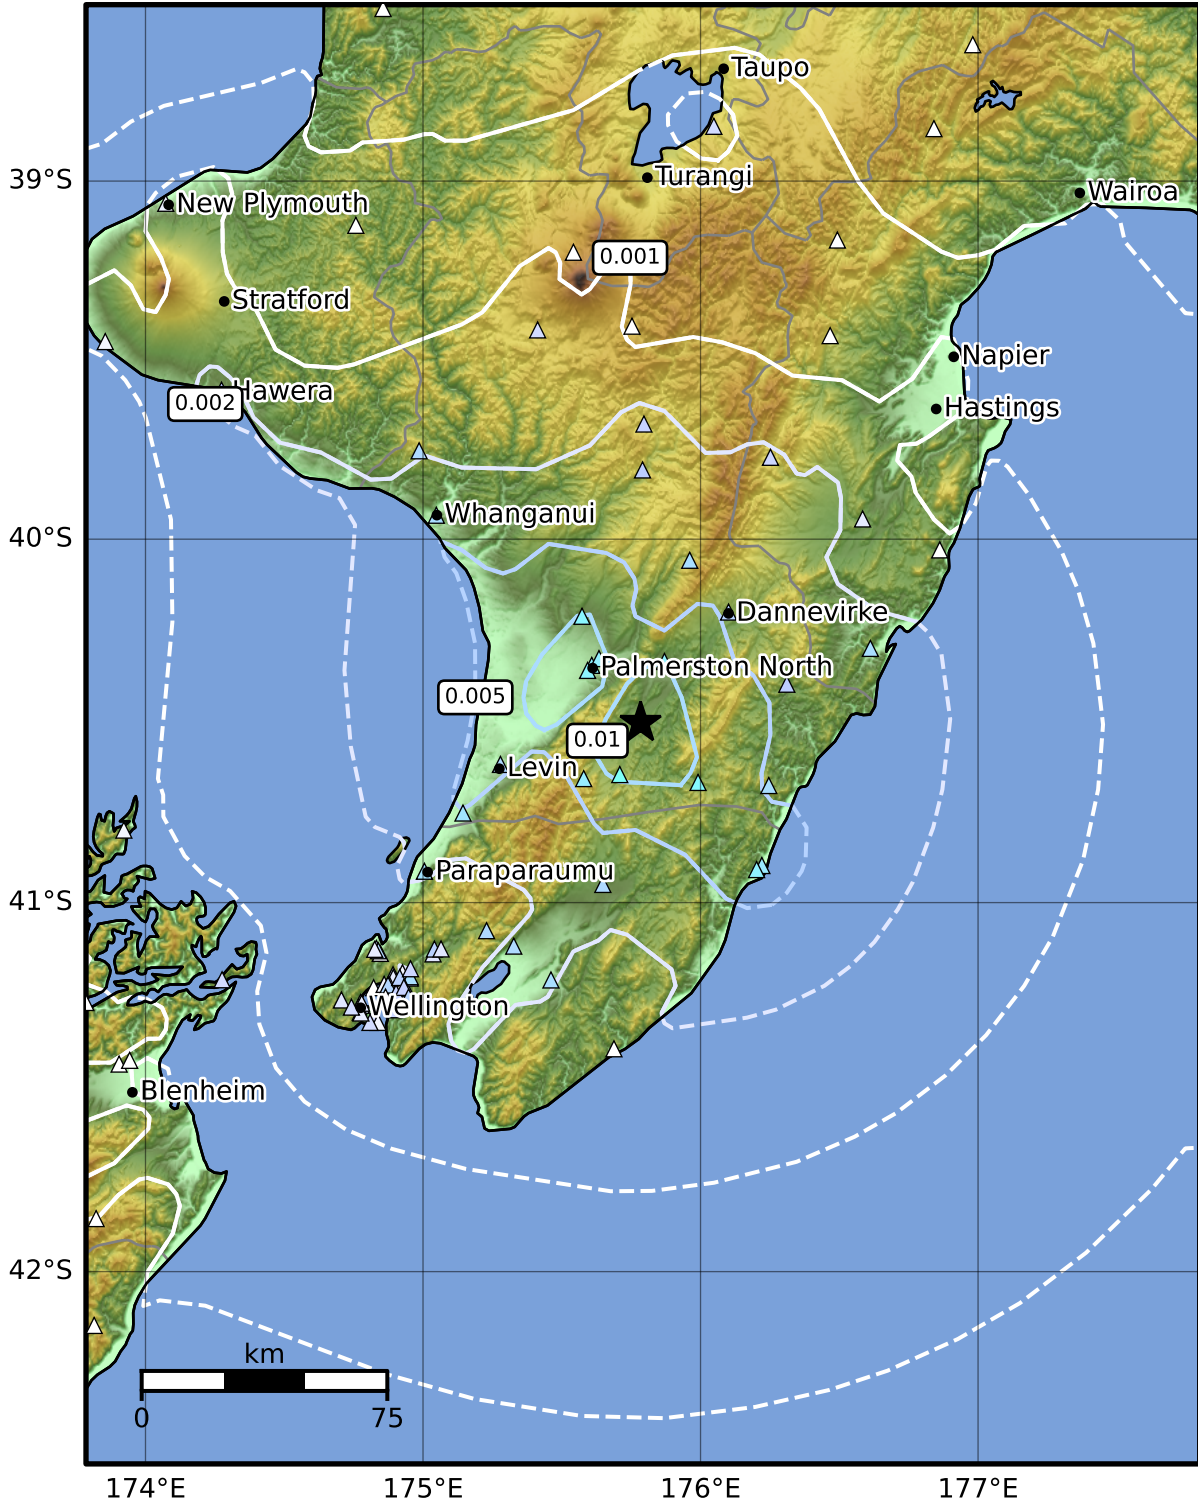 Taupo
39°S
Turangi
Wairoa
New Plymouth
0.001
Stratford
Napier
Hawera
0.002
Hastings
Whanganui
40°S
Dannevirke
Palmerston North
0.005
0.01
Levin
Paraparaumu
41°S
Wellington
Blenheim
42°S
km
0
75
174°E
175°E
176°E
177°E